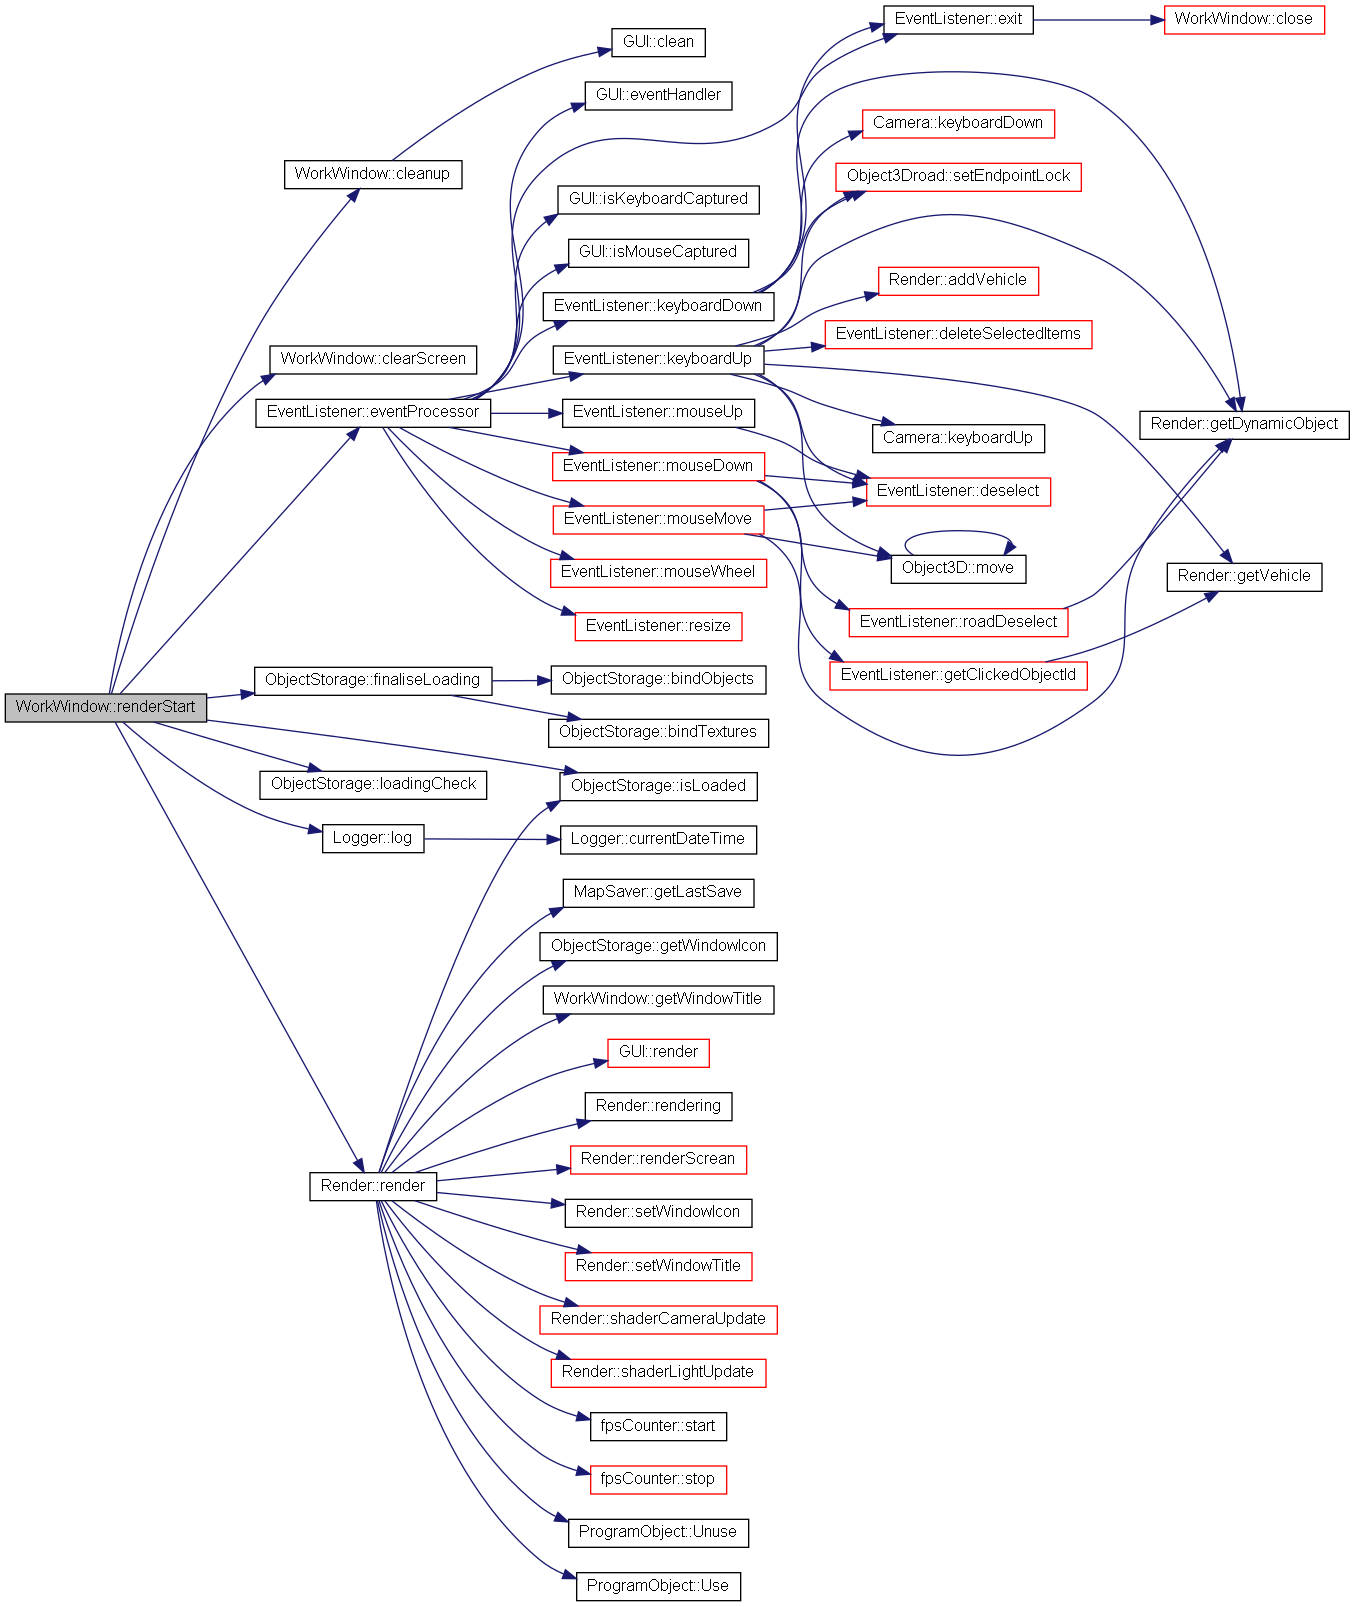 EventListener::exit
WorkWindow::close
GUI::clean
GUI::eventHandler
Camera::keyboardDown
WorkWindow::cleanup
Object3Droad::setEndpointLock
GUI::isKeyboardCaptured
GUI::isMouseCaptured
Render::addVehicle
EventListener::keyboardDown
EventListener::deleteSelectedItems
WorkWindow::clearScreen
EventListener::keyboardUp
EventListener::eventProcessor
EventListener::mouseUp
Render::getDynamicObject
Camera::keyboardUp
EventListener::mouseDown
EventListener::deselect
EventListener::mouseMove
Object3D::move
EventListener::mouseWheel
Render::getVehicle
EventListener::roadDeselect
EventListener::resize
EventListener::getClickedObjectId
ObjectStorage::finaliseLoading
ObjectStorage::bindObjects
WorkWindow::renderStart
ObjectStorage::bindTextures
ObjectStorage::loadingCheck
ObjectStorage::isLoaded
Logger::log
Logger::currentDateTime
MapSaver::getLastSave
ObjectStorage::getWindowIcon
WorkWindow::getWindowTitle
GUI::render
Render::rendering
Render::renderScrean
Render::render
Render::setWindowIcon
Render::setWindowTitle
Render::shaderCameraUpdate
Render::shaderLightUpdate
fpsCounter::start
fpsCounter::stop
ProgramObject::Unuse
ProgramObject::Use